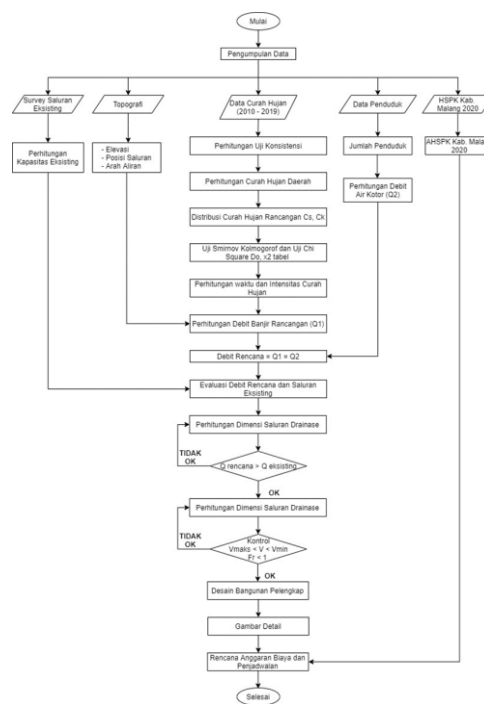 Mulai
Pengumpulan Data
Survey Saluran
Eksisting
Topografi
Data Curah Hujan
(2010 - 2019)
Data Penduduk
HSPK Kab.
Malang 2020
Perhitungan
Kapasitas Eksisting
- Elevasi
- Posisi Saluran
- Arah Aliran
Perhitungan Uji Konsistensi
Jumlah Penduduk
AHSPK Kab. Mala
2020
Perhitungan Curah Hujan Daerah
Perhitungan Debit
Air Kotor (Q2)
Distribusi Curah Hujan Rancangan Cs, Ck
Uji Smirnov Kolmogorof dan Uji Chi
Square Do, x2 tabel
Perhitungan waktu dan Intensitas Curah
Hujan
Perhitungan Debit Banjir Rancangan (Q1)
Debit Rencana = Q1 = Q2
Evaluasi Debit Rencana dan Saluran
Eksisting
Perhitungan Dimensi Saluran Drainase
TIDAK
OK
Q rencana > Q eksisting
OK
Perhitungan Dimensi Saluran Drainase
TIDAK
OK
Kontrol
Vmaks < V < Vmin
Fr < 1
OK
Desain Bangunan Pelengkap
Gambar Detail
Rencana Anggaran Biaya dan
Penjadwalan
Selesai